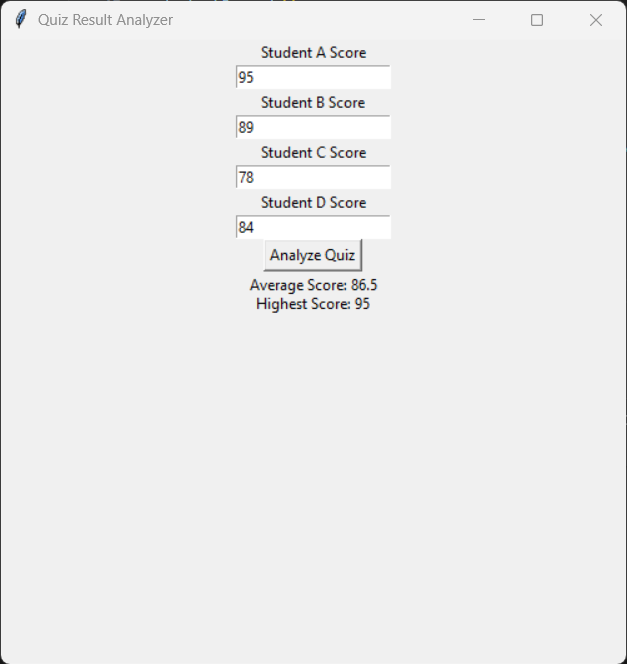 Quiz Result Analyzer
Student A Score
95
Student B Score
89
Student C Score
78
Student D Score
84
Analyze Quiz
Average Score: 86.5
Highest Score: 95